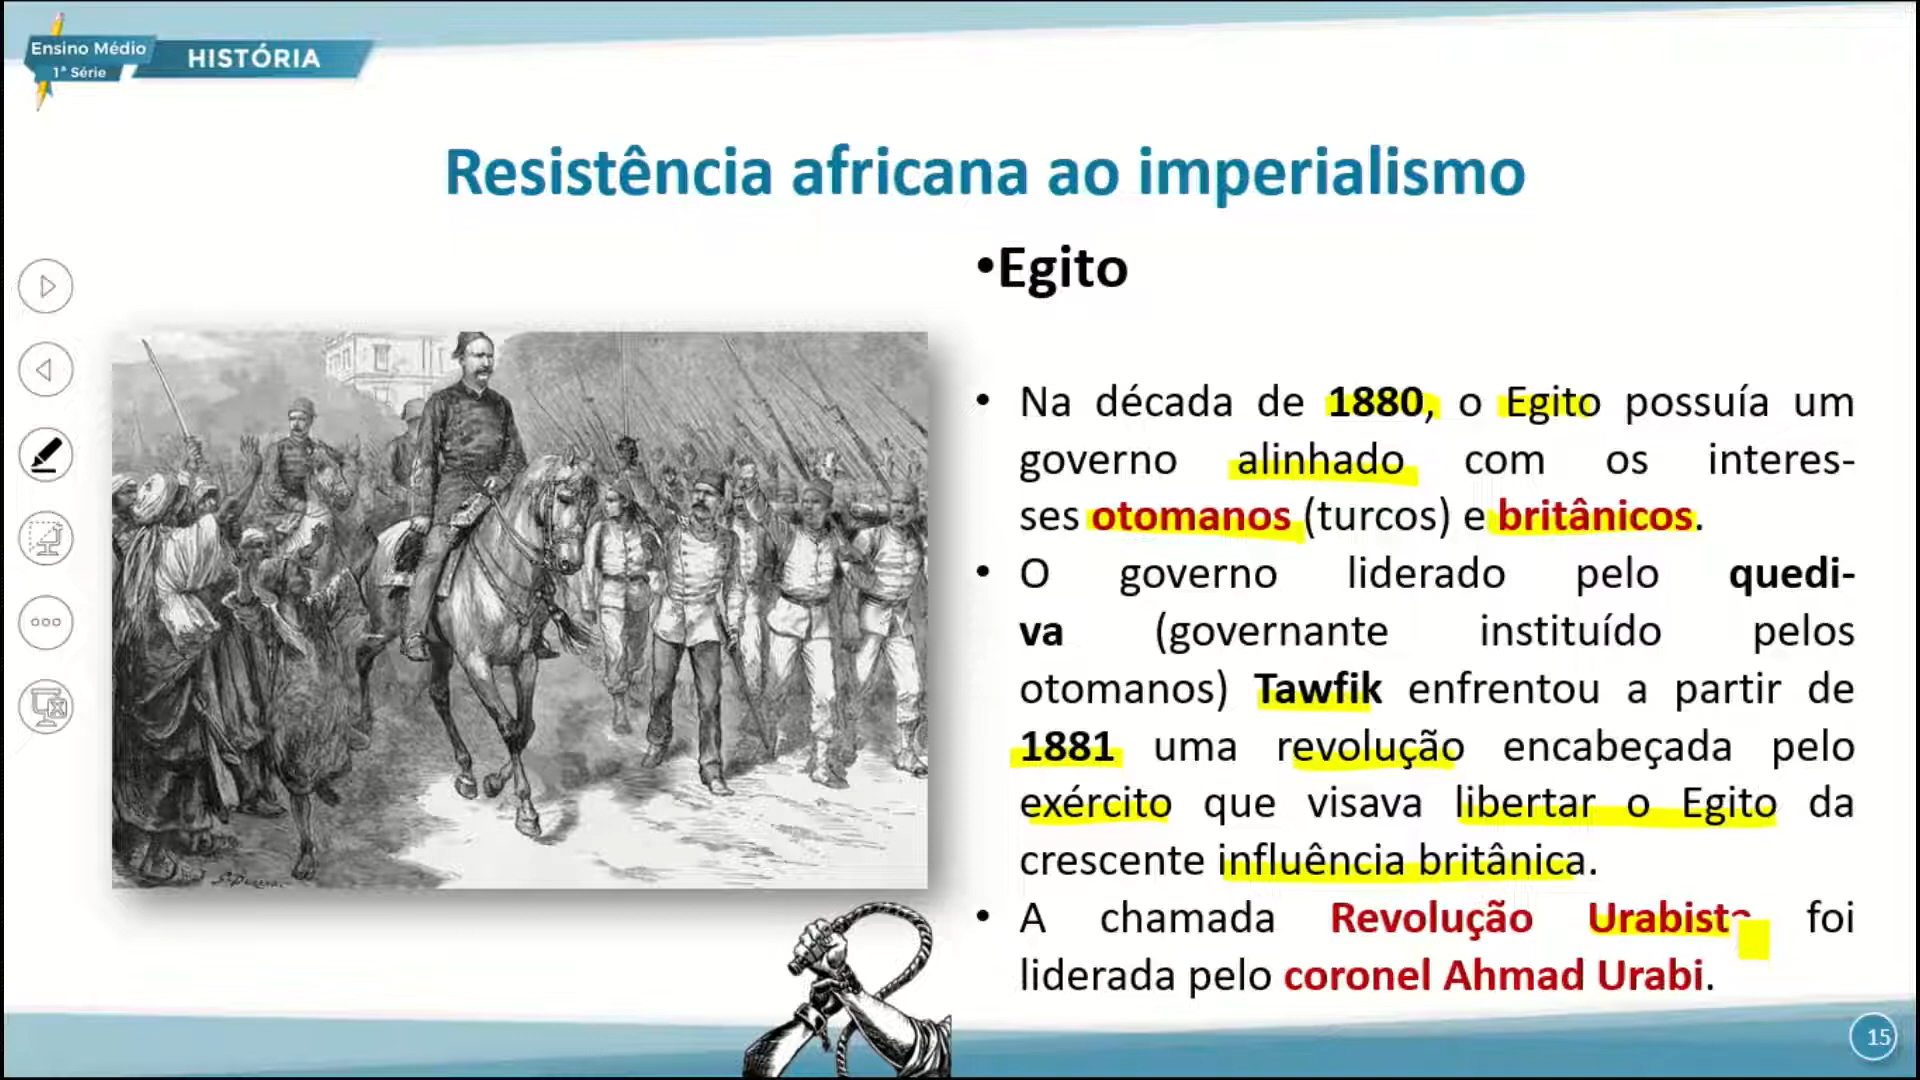 Ensino Médio
1ª Série
HISTÓRIA
Resistência africana ao imperialismo
•Egito
• Na década de 1880, o Egito possuía um
governo alinhado com os interes-
ses otomanos (turcos) e britânicos.
• O governo liderado pelo quedi-
va (governante instituído pelos
otomanos) Tawfik enfrentou a partir de
1881 uma revolução encabeçada pelo
exército que visava libertar o Egito da
crescente influência britânica.
• A chamada Revolução Urabista foi
liderada pelo coronel Ahmad Urabi.
15